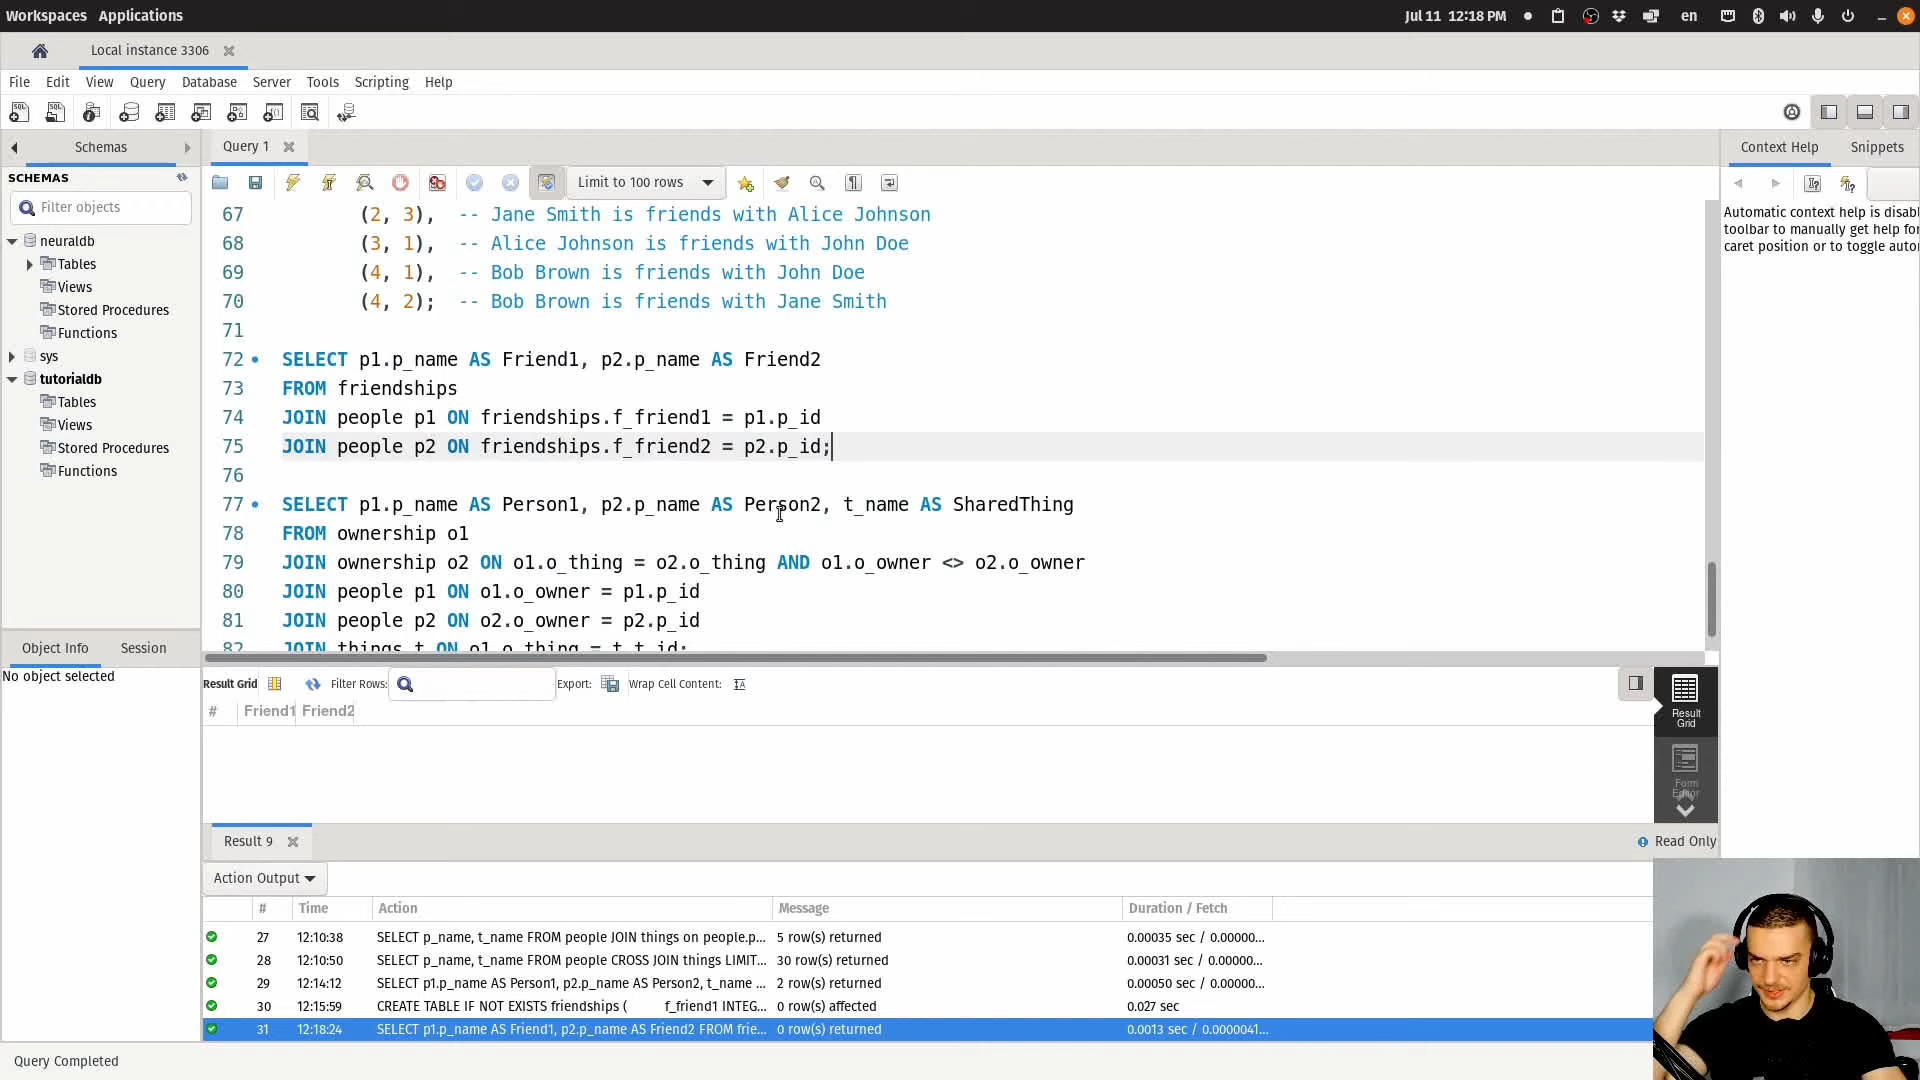 Workspaces Applications
Jul 11 12:18 PM
en
Local instance 3306
File Edit View Query Database Server Tools Scripting Help
Schemas
Query 1
Context Help Snippets
SCHEMAS
Limit to 100 rows
Filter objects
neuraldb
Tables
Views
Stored Procedures
Functions
sys
tutorialdb
Tables
Views
Stored Procedures
Functions
67 (2, 3), -- Jane Smith is friends with Alice Johnson
68 (3, 1), -- Alice Johnson is friends with John Doe
69 (4, 1), -- Bob Brown is friends with John Doe
70 (4, 2); -- Bob Brown is friends with Jane Smith
71
72 SELECT p1.p_name AS Friend1, p2.p_name AS Friend2
73 FROM friendships
74 JOIN people p1 ON friendships.f_friend1 = p1.p_id
75 JOIN people p2 ON friendships.f_friend2 = p2.p_id;
76
77 SELECT p1.p_name AS Person1, p2.p_name AS Person2, t_name AS SharedThing
78 FROM ownership o1
79 JOIN ownership o2 ON o1.o_thing = o2.o_thing AND o1.o_owner <> o2.o_owner
80 JOIN people p1 ON o1.o_owner = p1.p_id
81 JOIN people p2 ON o2.o_owner = p2.p_id
82 JOIN things t ON o1.o_thing = t.t_id;
Automatic context help is disabl
toolbar to manually get help for
caret position or to toggle auto
Object Info Session
No object selected
Result Grid Filter Rows: Export: Wrap Cell Content:
# Friend1 Friend2
Result
Grid
Form
Editor
Result 9
Read Only
Action Output
# Time Action Message Duration / Fetch
27 12:10:38 SELECT p_name, t_name FROM people JOIN things on people.p... 5 row(s) returned 0.00035 sec / 0.00000...
28 12:10:50 SELECT p_name, t_name FROM people CROSS JOIN things LIMIT... 30 row(s) returned 0.00031 sec / 0.00000...
29 12:14:12 SELECT p1.p_name AS Person1, p2.p_name AS Person2, t_name ... 2 row(s) returned 0.00050 sec / 0.00000...
30 12:15:59 CREATE TABLE IF NOT EXISTS friendships ( f_friend1 INTEG... 0 row(s) affected 0.027 sec
31 12:18:24 SELECT p1.p_name AS Friend1, p2.p_name AS Friend2 FROM frie... 0 row(s) returned 0.0013 sec / 0.0000041...
Query Completed